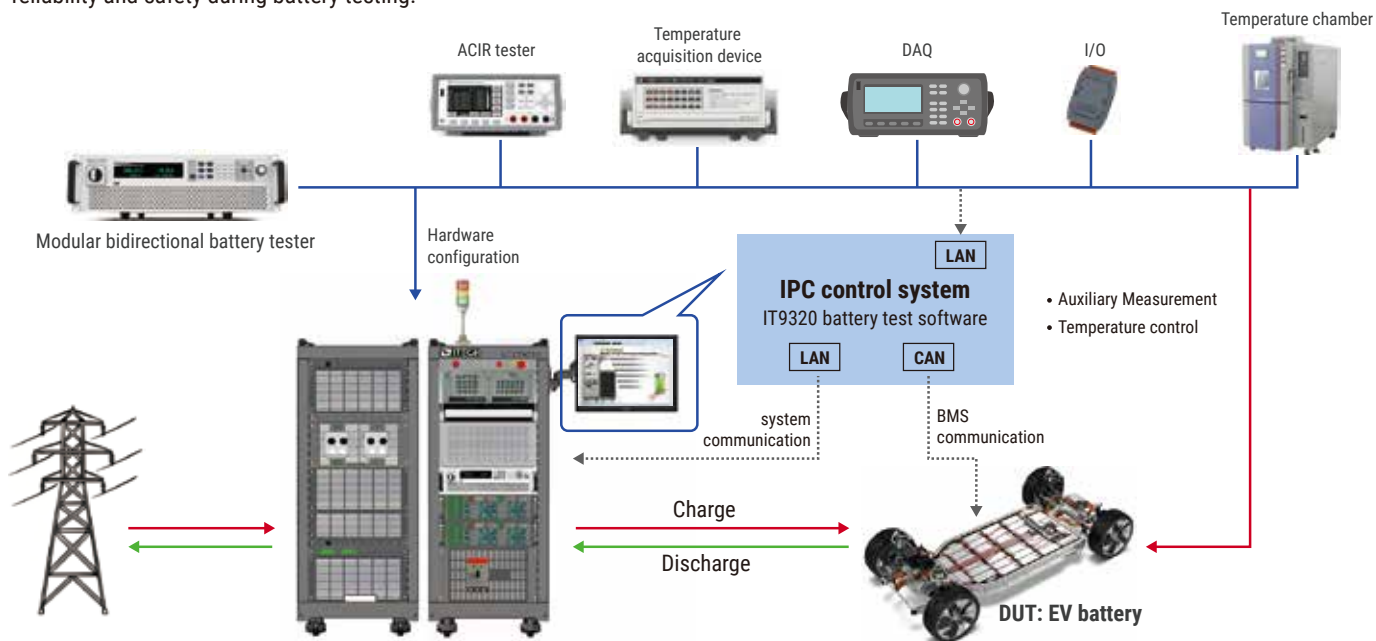 reliability and safety during battery testing.
Temperature chamber
ACIR tester
Temperature
acquisition device
DAQ
I/O
Modular bidirectional battery tester
Hardware
configuration
LAN
IPC control system
IT9320 battery test software
LAN
CAN
• Auxiliary Measurement
• Temperature control
ITECH
system
communication
BMS
communication
Charge
Discharge
DUT: EV battery